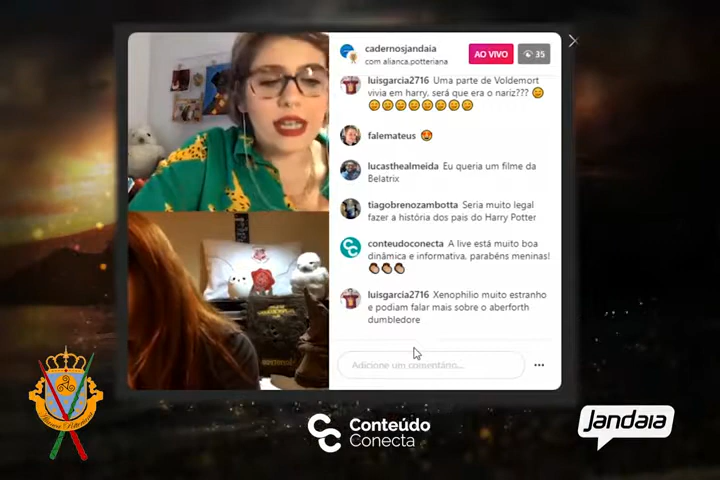 cadernosjandaia
com alianca.potteriana
AO VIVO
35
luisgarcia2716 Uma parte de Voldemort
vivia em harry, será que era o nariz??? 😄
😄😄😄😄😄😄😄😄
falemateus 🤩
lucasthealmeida Eu queria um filme da
Belatrix
tiagobrenozambotta Seria muito legal
fazer a história dos pais do Harry Potter
conteudoconecta A live está muito boa
dinâmica e informativa, parabéns meninas!
👏🏽👏🏽👏🏽
luisgarcia2716 Xenophilio muito estranho
e podiam falar mais sobre o aberforth
dumbledore
Adicione um comentário...
Conteúdo
Conecta
Jandaia